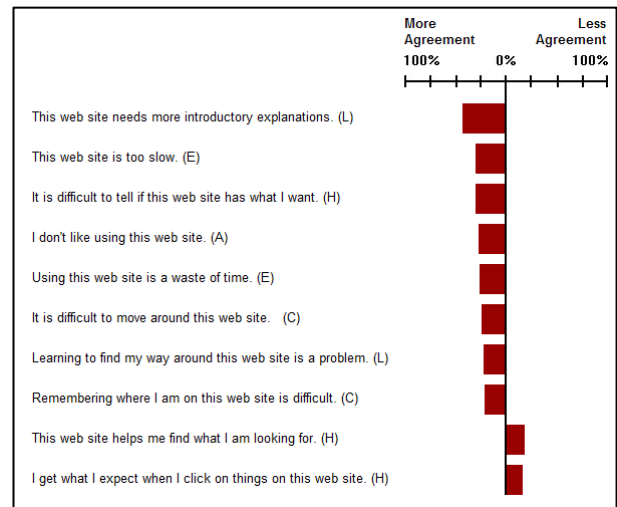 More Less
Agreement Agreement
100% 0% 100%
This web site needs more introductory explanations. (L)
This web site is too slow. (E)
It is difficult to tell if this web site has what I want. (H)
I don't like using this web site. (A)
Using this web site is a waste of time. (E)
It is difficult to move around this web site. (C)
Learning to find my way around this web site is a problem. (L)
Remembering where I am on this web site is difficult. (C)
This web site helps me find what I am looking for. (H)
I get what I expect when I click on things on this web site. (H)